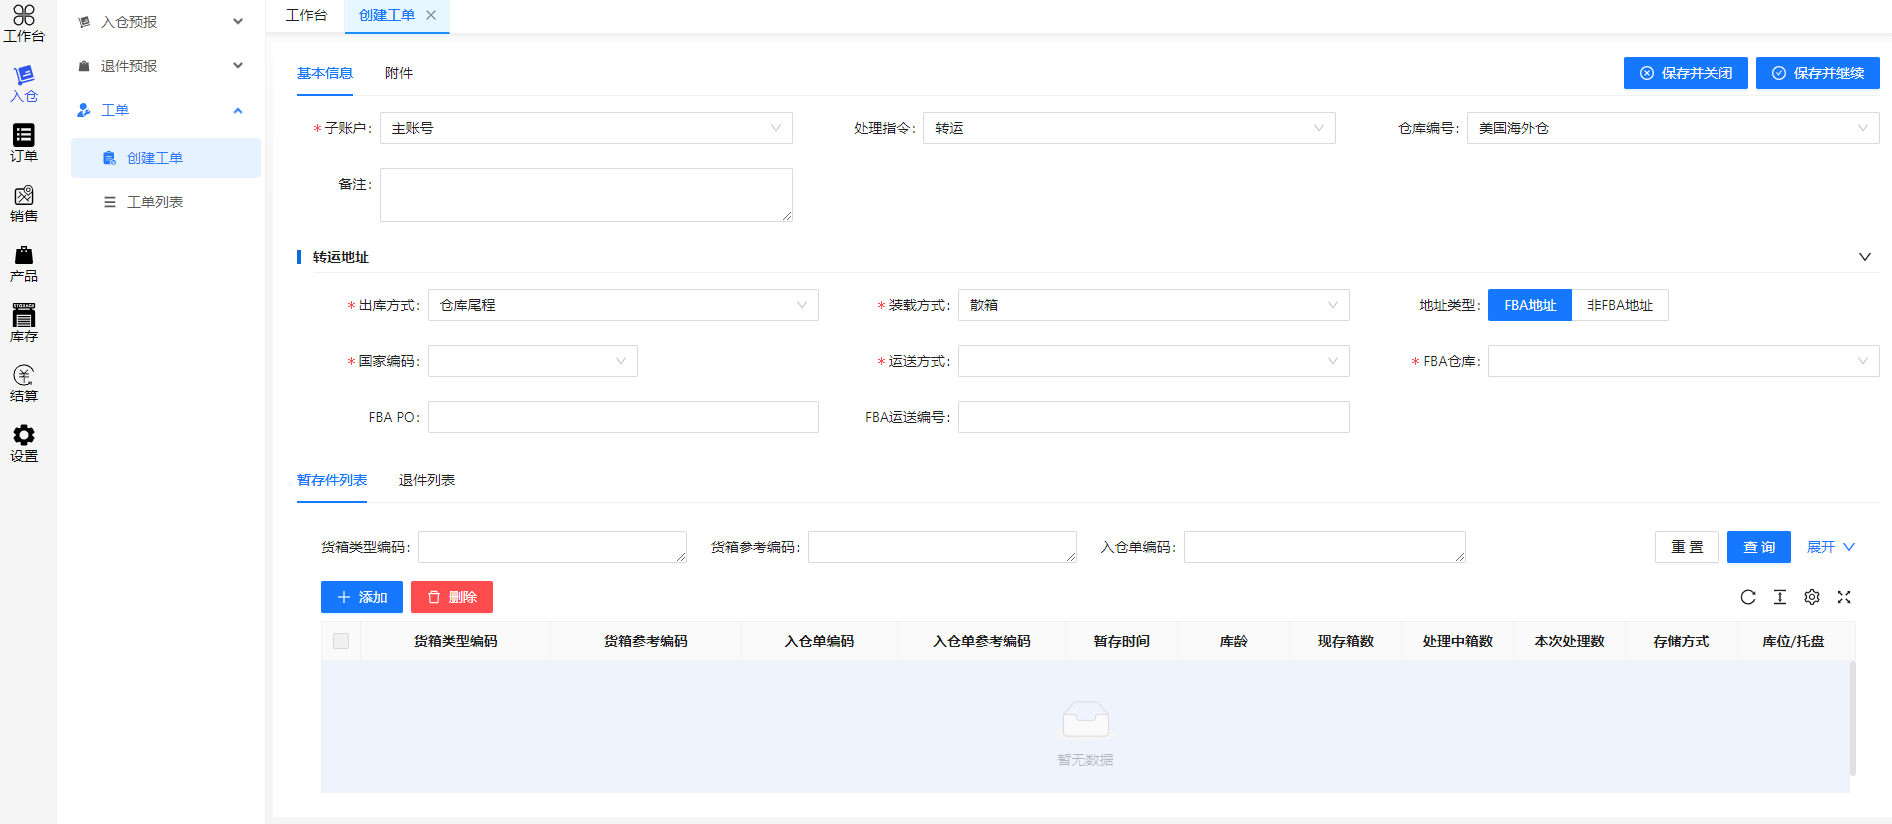 工作台
入仓
订单
销售
产品
STORAGE
库存
结算
设置
入仓预报
退件预报
工单
创建工单
工单列表
工作台 创建工单
基本信息 附件 保存并关闭 保存并继续
* 子账户: 主账号 处理指令: 转运 仓库编号: 美国海外仓
备注:
转运地址
* 出库方式: 仓库尾程 * 装载方式: 散箱 地址类型: FBA地址 非FBA地址
* 国家编码: * 运送方式: * FBA仓库:
FBA PO: FBA运送编号:
暂存件列表 退件列表
货箱类型编码: 货箱参考编码: 入仓单编码: 重 置 查 询 展开
添加 删除
货箱类型编码 货箱参考编码 入仓单编码 入仓单参考编码 暂存时间 库龄 现存箱数 处理中箱数 本次处理数 存储方式 库位/托盘
暂无数据